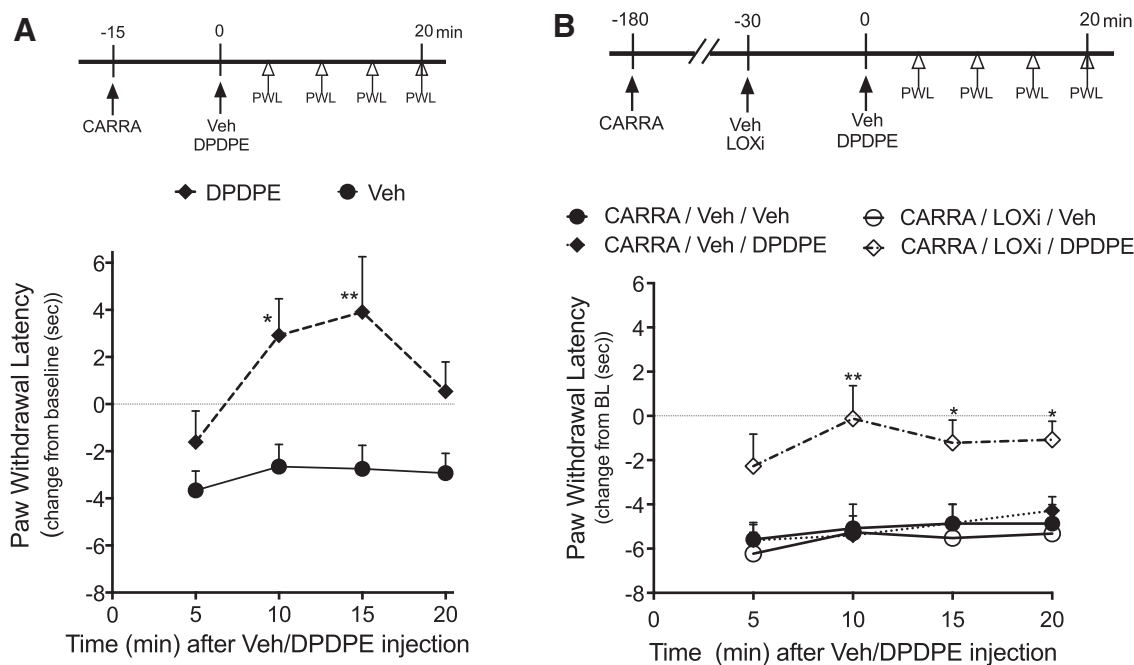 A
-15
0
20 min
PWL
PWL
PWL
PWL
CARRA
Veh
DPDPE
DPDPE
Veh
Paw Withdrawal Latency
(change from baseline (sec))
6
4
2
0
-2
-4
-6
-8
0
5
10
15
20
*
**
Time (min) after Veh/DPDPE injection
B
-180
-30
0
20 min
PWL
PWL
PWL
PWL
CARRA
Veh
LOXi
Veh
DPDPE
CARRA / Veh / Veh
CARRA / LOXi / Veh
CARRA / Veh / DPDPE
CARRA / LOXi / DPDPE
Paw Withdrawal Latency
(change from BL (sec))
6
4
2
0
-2
-4
-6
-8
0
5
10
15
20
**
*
*
Time (min) after Veh/DPDPE injection